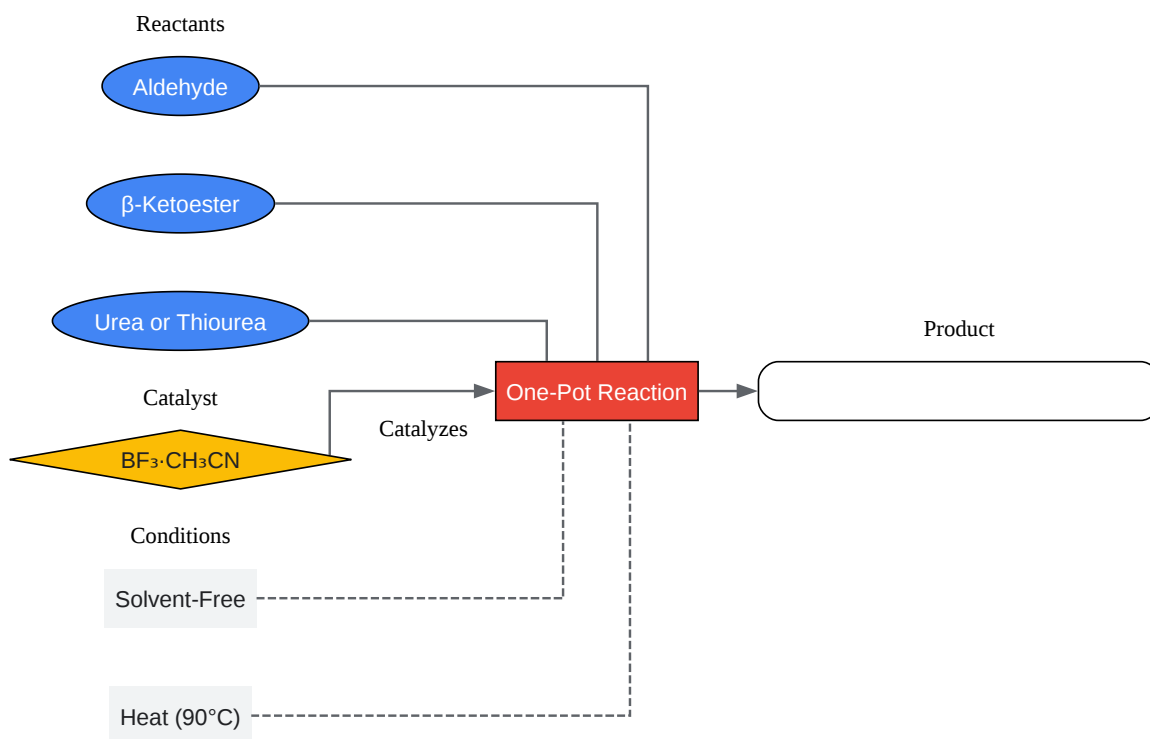 Reactants
Aldehyde
β-Ketoester
Urea or Thiourea
Product
One-Pot Reaction
Catalyst
Catalyzes
BF₃·CH₃CN
Conditions
Solvent-Free
Heat (90°C)